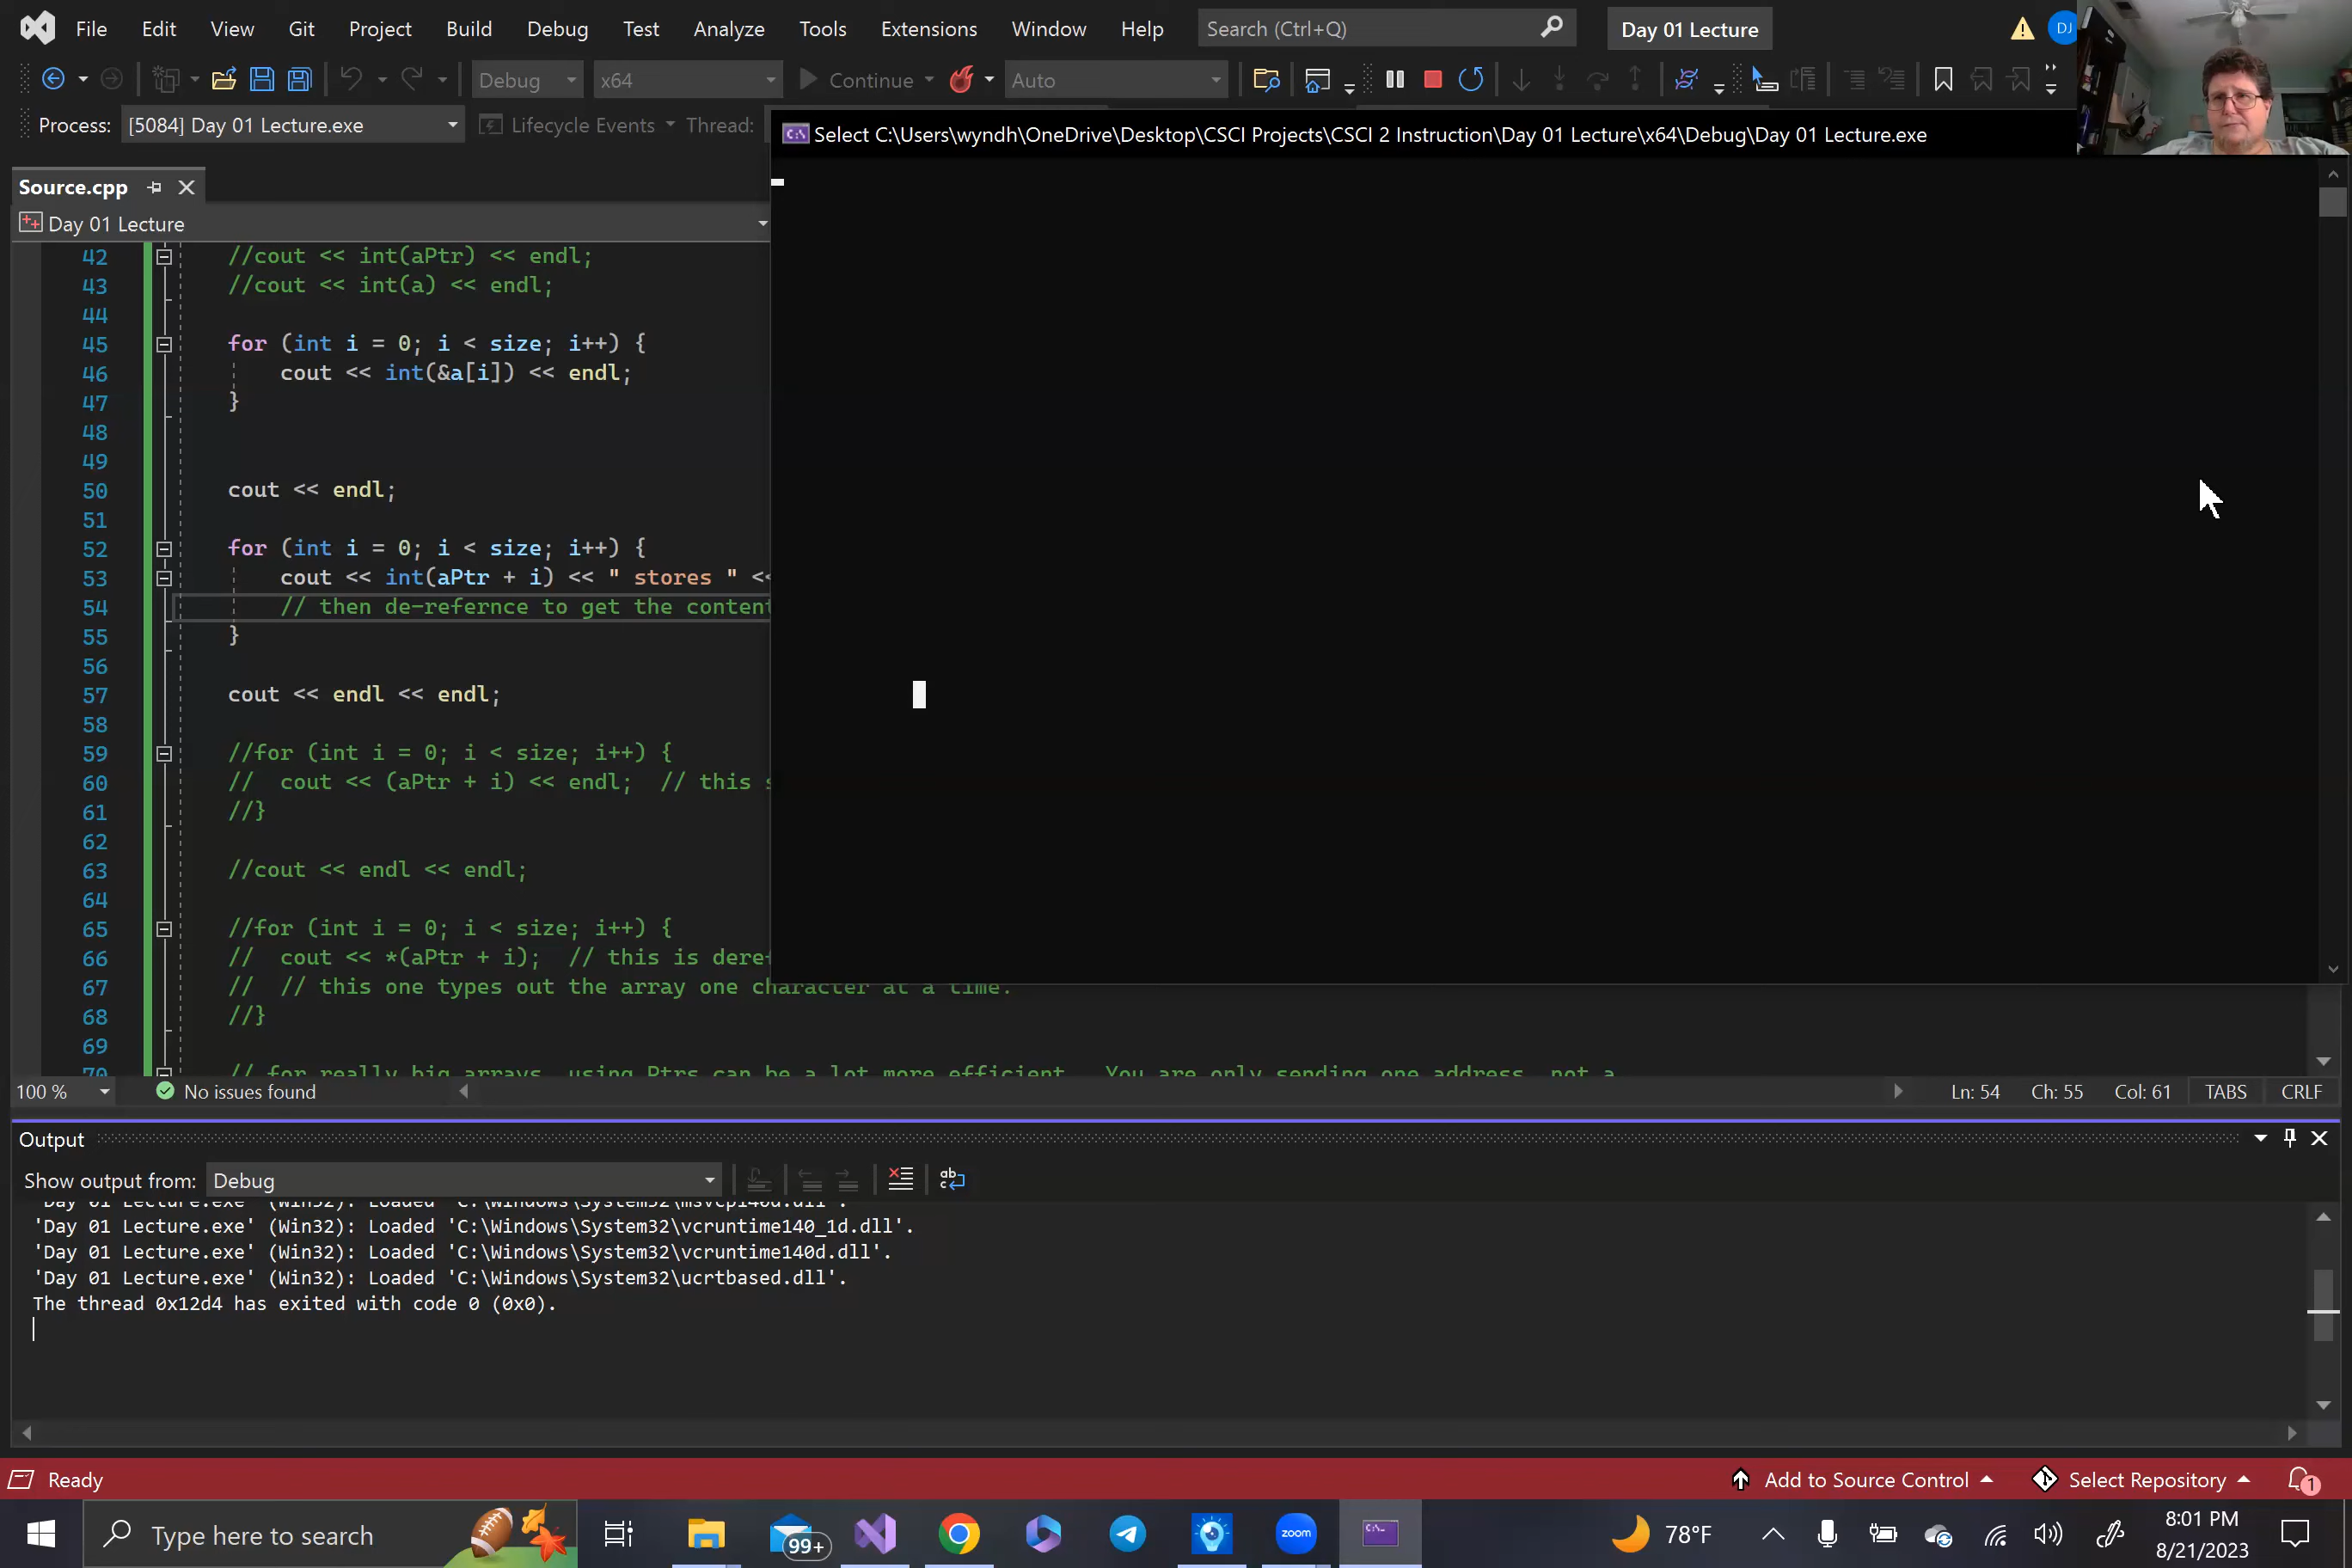 File Edit View Git Project Build Debug Test Analyze Tools Extensions Window Help Search (Ctrl+Q) Day 01 Lecture DJ
Debug x64 Continue Auto
Process: [5084] Day 01 Lecture.exe Lifecycle Events Thread:
Select C:\Users\wyndh\OneDrive\Desktop\CSCI Projects\CSCI 2 Instruction\Day 01 Lecture\x64\Debug\Day 01 Lecture.exe
Source.cpp
Day 01 Lecture
42 //cout << int(aPtr) << endl;
43 //cout << int(a) << endl;
44
45 for (int i = 0; i < size; i++) {
46 cout << int(&a[i]) << endl;
47 }
48
49
50 cout << endl;
51
52 for (int i = 0; i < size; i++) {
53 cout << int(aPtr + i) << " stores " <<
54 // then de-refernce to get the content
55 }
56
57 cout << endl << endl;
58
59 //for (int i = 0; i < size; i++) {
60 // cout << (aPtr + i) << endl; // this s
61 //}
62
63 //cout << endl << endl;
64
65 //for (int i = 0; i < size; i++) {
66 // cout << *(aPtr + i); // this is deref
67 // // this one types out the array one character at a time.
68 //}
69
70 // for really big arrays, using Ptrs can be a lot more efficient. You are only sending one address, not a
100 % No issues found Ln: 54 Ch: 55 Col: 61 TABS CRLF
Output
Show output from: Debug
'Day 01 Lecture.exe' (Win32): Loaded 'C:\Windows\System32\msvcp140d.dll'.
'Day 01 Lecture.exe' (Win32): Loaded 'C:\Windows\System32\vcruntime140_1d.dll'.
'Day 01 Lecture.exe' (Win32): Loaded 'C:\Windows\System32\vcruntime140d.dll'.
'Day 01 Lecture.exe' (Win32): Loaded 'C:\Windows\System32\ucrtbased.dll'.
The thread 0x12d4 has exited with code 0 (0x0).
Ready Add to Source Control Select Repository 1
Type here to search 99+ zoom 78°F 8:01 PM
8/21/2023